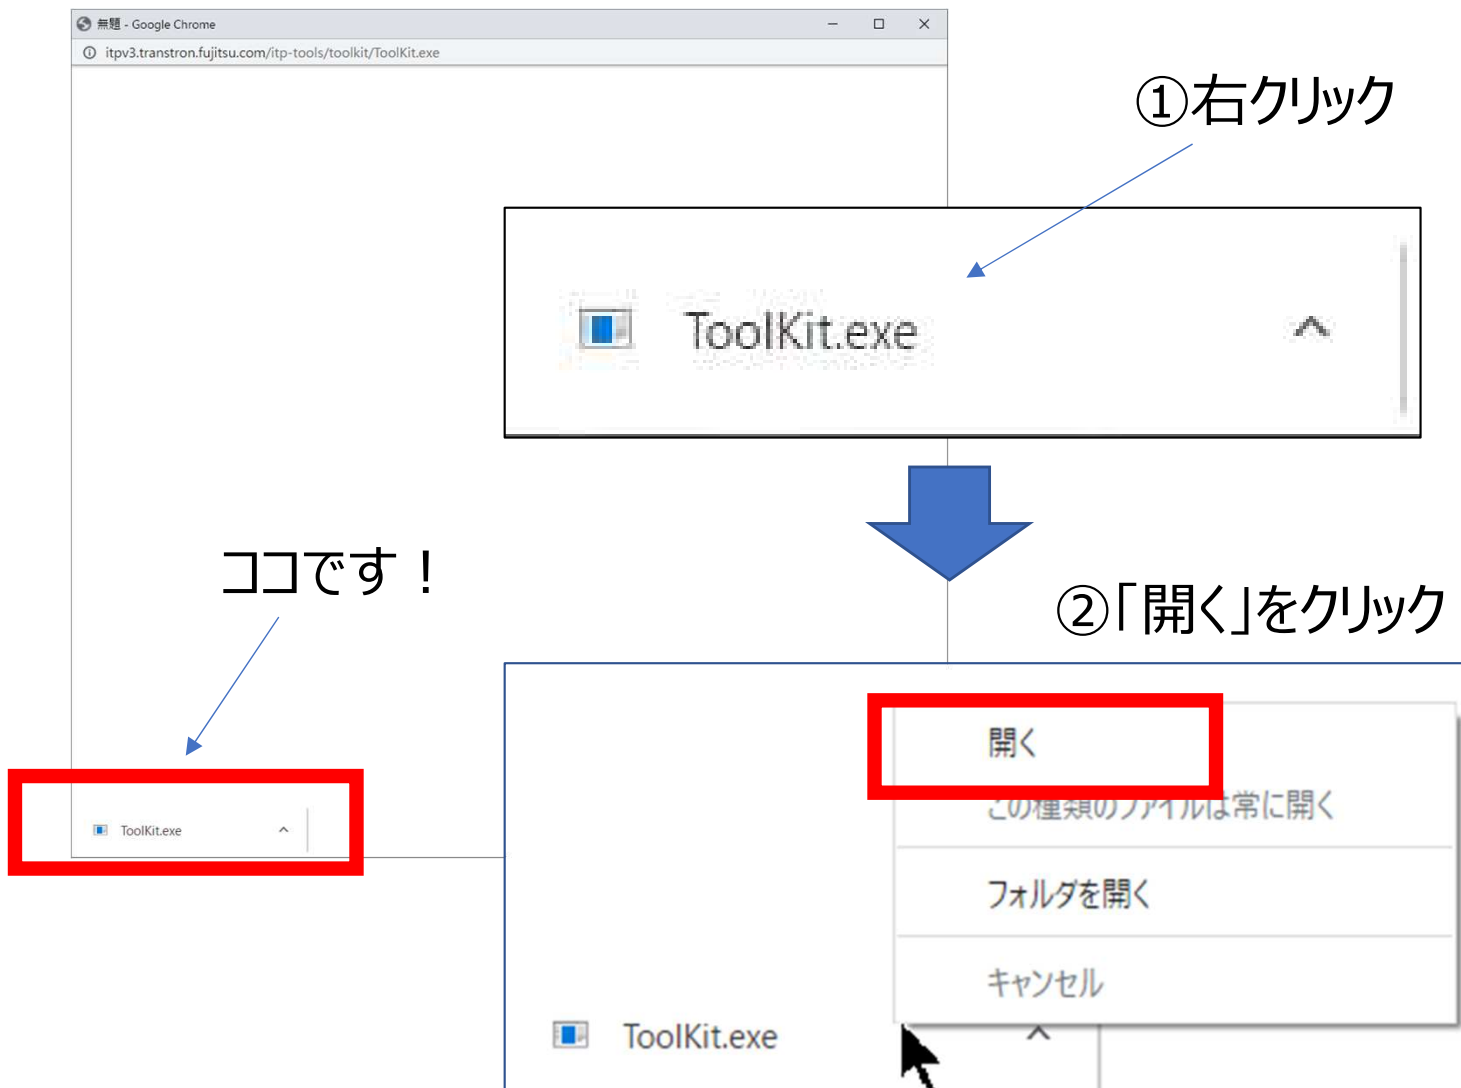 無題 - Google Chrome
itpv3.transtron.fujitsu.com/itp-tools/toolkit/ToolKit.exe
①右クリック
ToolKit.exe
ココです！
②「開く」をクリック
開く
この種類のファイルは常に開く
フォルダを開く
キャンセル
ToolKit.exe
ToolKit.exe